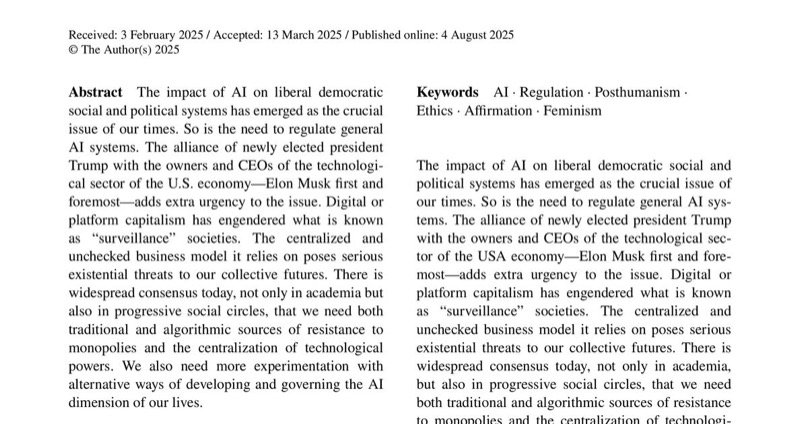 Received: 3 February 2025 / Accepted: 13 March 2025 / Published online: 4 August 2025
© The Author(s) 2025
Abstract The impact of AI on liberal democratic
social and political systems has emerged as the crucial
issue of our times. So is the need to regulate general
AI systems. The alliance of newly elected president
Trump with the owners and CEOs of the technologi-
cal sector of the U.S. economy—Elon Musk first and
foremost—adds extra urgency to the issue. Digital or
platform capitalism has engendered what is known
as “surveillance” societies. The centralized and
unchecked business model it relies on poses serious
existential threats to our collective futures. There is
widespread consensus today, not only in academia but
also in progressive social circles, that we need both
traditional and algorithmic sources of resistance to
monopolies and the centralization of technological
powers. We also need more experimentation with
alternative ways of developing and governing the AI
dimension of our lives.
Keywords AI · Regulation · Posthumanism ·
Ethics · Affirmation · Feminism
The impact of AI on liberal democratic social and
political systems has emerged as the crucial issue of
our times. So is the need to regulate general AI sys-
tems. The alliance of newly elected president Trump
with the owners and CEOs of the technological sec-
tor of the USA economy—Elon Musk first and fore-
most—adds extra urgency to the issue. Digital or
platform capitalism has engendered what is known
as “surveillance” societies. The centralized and
unchecked business model it relies on poses serious
existential threats to our collective futures. There is
widespread consensus today, not only in academia,
but also in progressive social circles, that we need
both traditional and algorithmic sources of resistance
to monopolies and the centralization of technologi-